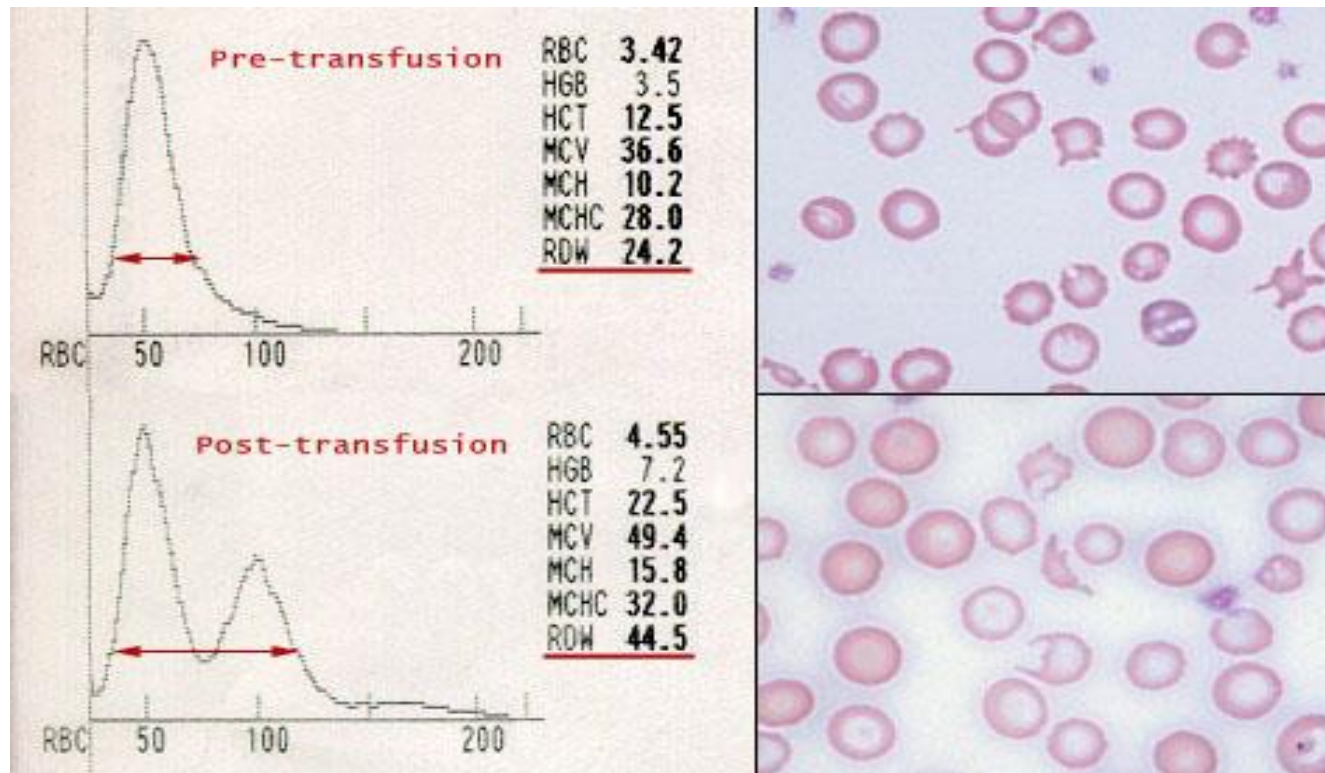 Pre-transfusion
RBC 3.42
HGB 3.5
HCT 12.5
MCV 36.6
MCH 10.2
MCHC 28.0
RDW 24.2
RBC 50 100 200
Post-transfusion
RBC 4.55
HGB 7.2
HCT 22.5
MCV 49.4
MCH 15.8
MCHC 32.0
RDW 44.5
RBC 50 100 200